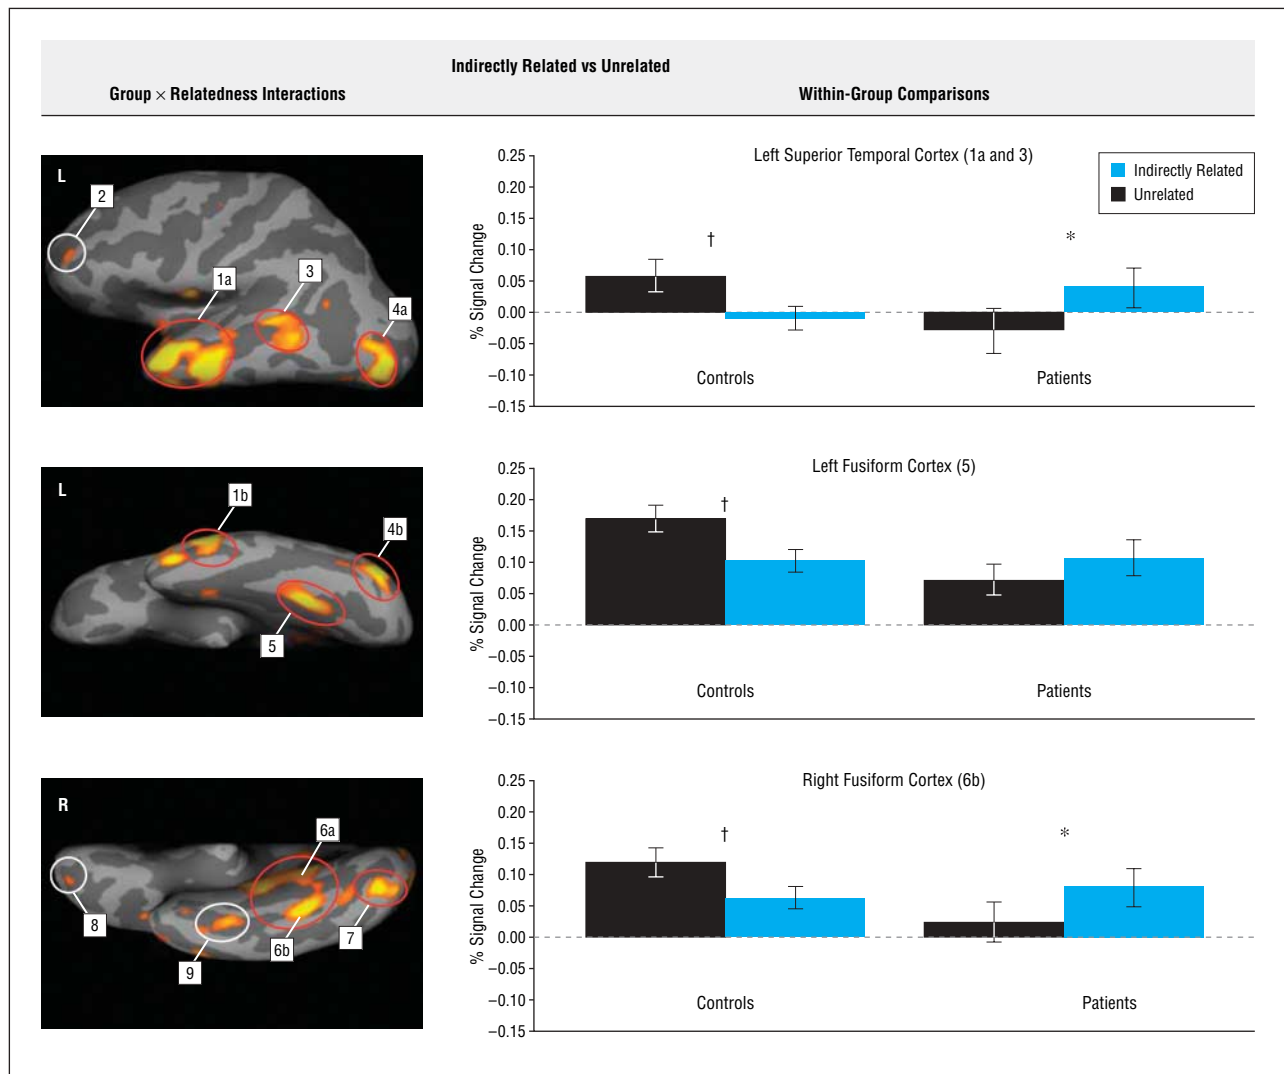 Indirectly Related vs Unrelated
Group × Relatedness Interactions
Within-Group Comparisons
L
2
1a
3
4a
Left Superior Temporal Cortex (1a and 3)
Indirectly Related
Unrelated
% Signal Change
0.25
0.20
0.15
0.10
0.05
0.00
−0.05
−0.10
−0.15
†
*
Controls
Patients
L
1b
4b
5
Left Fusiform Cortex (5)
% Signal Change
0.25
0.20
0.15
0.10
0.05
0.00
−0.05
−0.10
−0.15
†
Controls
Patients
R
6a
8
9
6b
7
Right Fusiform Cortex (6b)
% Signal Change
0.25
0.20
0.15
0.10
0.05
0.00
−0.05
−0.10
−0.15
†
*
Controls
Patients